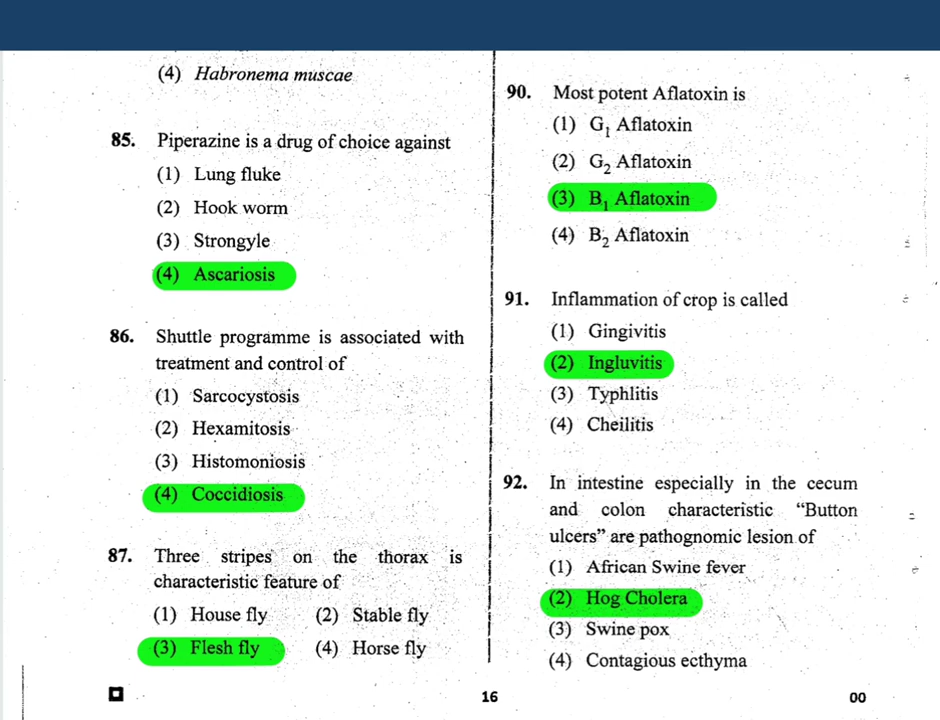 (4) Habronema muscae
85. Piperazine is a drug of choice against
(1) Lung fluke
(2) Hook worm
(3) Strongyle
(4) Ascariosis
86. Shuttle programme is associated with
treatment and control of
(1) Sarcocystosis
(2) Hexamitosis
(3) Histomoniosis
(4) Coccidiosis
87. Three stripes on the thorax is
characteristic feature of
(1) House fly (2) Stable fly
(3) Flesh fly (4) Horse fly
90. Most potent Aflatoxin is
(1) G₁ Aflatoxin
(2) G₂ Aflatoxin
(3) B₁ Aflatoxin
(4) B₂ Aflatoxin
91. Inflammation of crop is called
(1) Gingivitis
(2) Ingluvitis
(3) Typhlitis
(4) Cheilitis
92. In intestine especially in the cecum
and colon characteristic “Button
ulcers” are pathognomic lesion of
(1) African Swine fever
(2) Hog Cholera
(3) Swine pox
(4) Contagious ecthyma
16
00